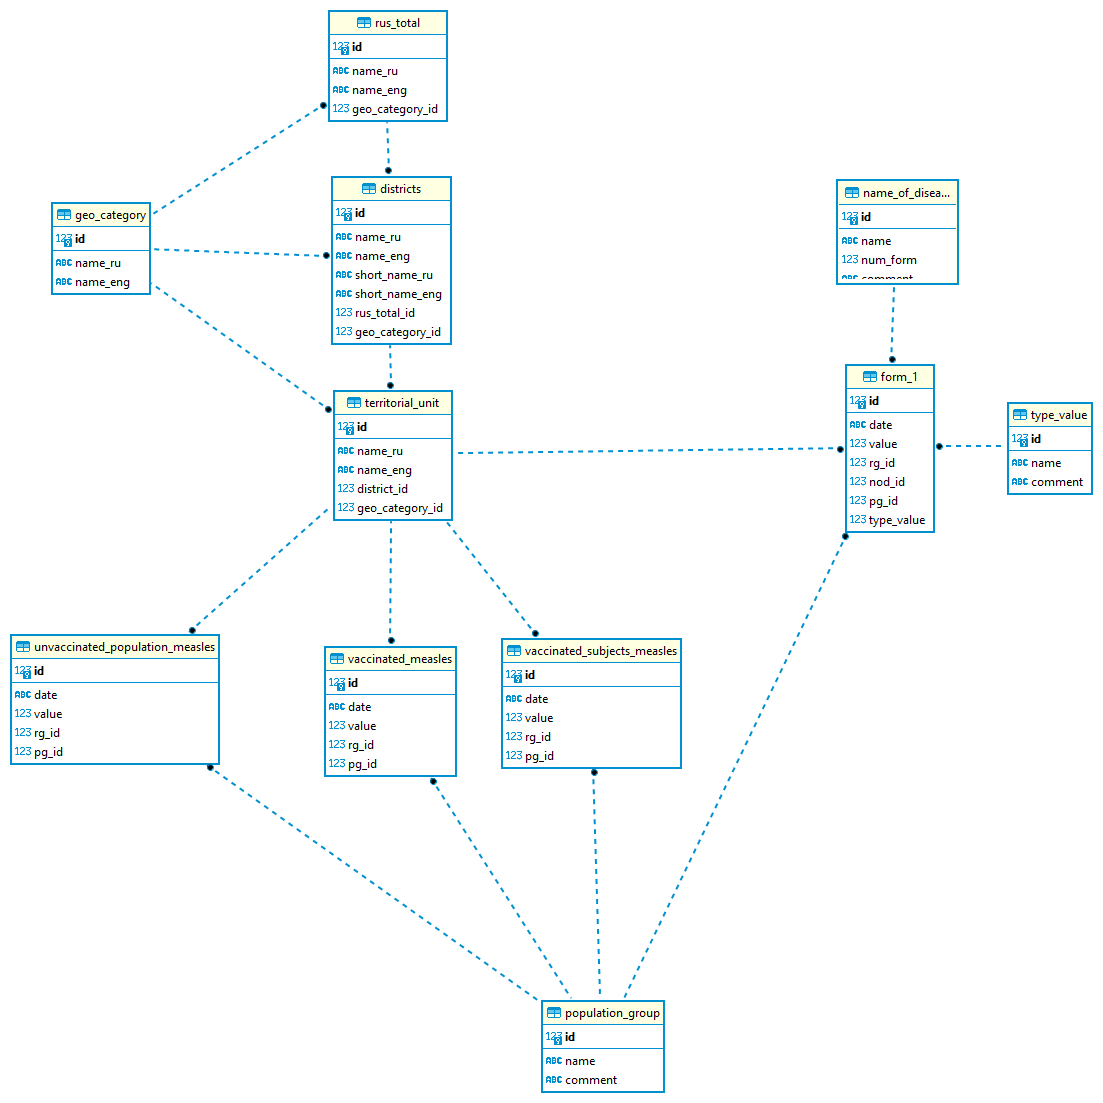 rus_total
123 id
ABC name_ru
ABC name_eng
123 geo_category_id
districts
123 id
ABC name_ru
ABC name_eng
ABC short_name_ru
ABC short_name_eng
123 rus_total_id
123 geo_category_id
geo_category
123 id
ABC name_ru
ABC name_eng
name_of_disea...
123 id
ABC name
123 num_form
ABC comment
territorial_unit
123 id
ABC name_ru
ABC name_eng
123 district_id
123 geo_category_id
form_1
123 id
ABC date
123 value
123 rg_id
123 nod_id
123 pg_id
123 type_value
type_value
123 id
ABC name
ABC comment
unvaccinated_population_measles
123 id
ABC date
123 value
123 rg_id
123 pg_id
vaccinated_measles
123 id
ABC date
123 value
123 rg_id
123 pg_id
vaccinated_subjects_measles
123 id
ABC date
123 value
123 rg_id
123 pg_id
population_group
123 id
ABC name
ABC comment